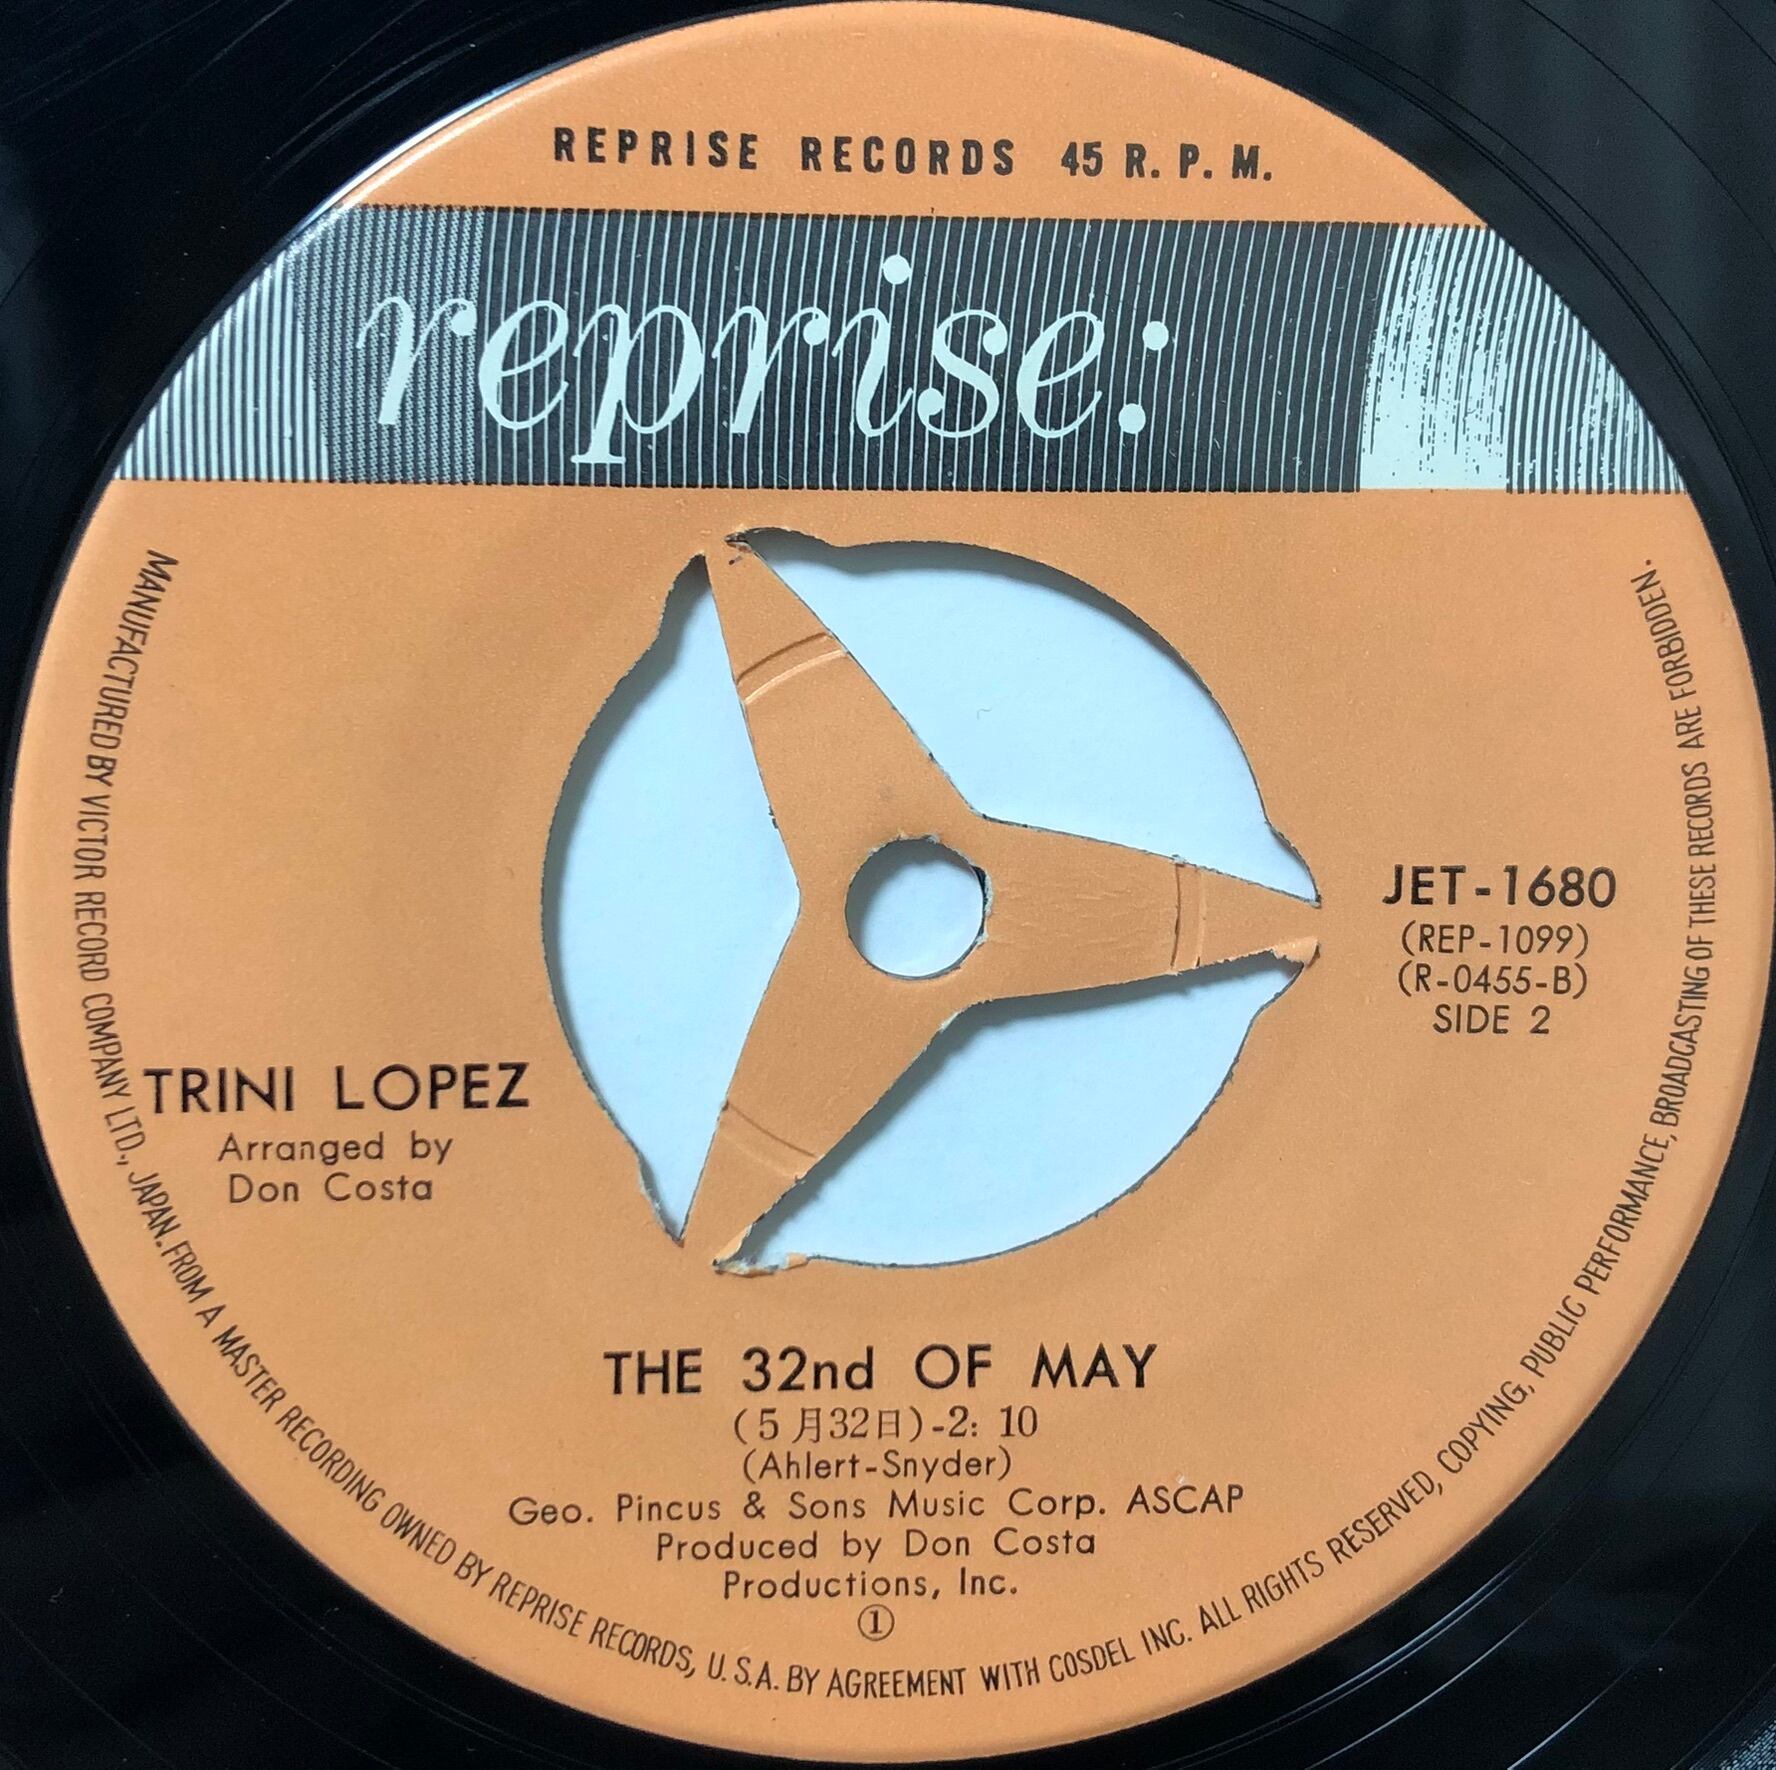 REPRISE RECORDS 45 R. P. M.
reprise:
JET-1680
(REP-1099)
(R-0455-B)
SIDE 2
TRINI LOPEZ
Arranged by
Don Costa
THE 32nd OF MAY
(5月32日)-2: 10
(Ahlert-Snyder)
Geo. Pincus & Sons Music Corp. ASCAP
Produced by Don Costa
Productions, Inc.
①
MANUFACTURED BY VICTOR RECORD COMPANY LTD., JAPAN. FROM A MASTER RECORDING OWNED BY REPRISE RECORDS, U.S.A. BY AGREEMENT WITH COSDEL INC. ALL RIGHTS RESERVED, COPYING, PUBLIC PERFORMANCE, BROADCASTING OF THESE RECORDS ARE FORBIDDEN.